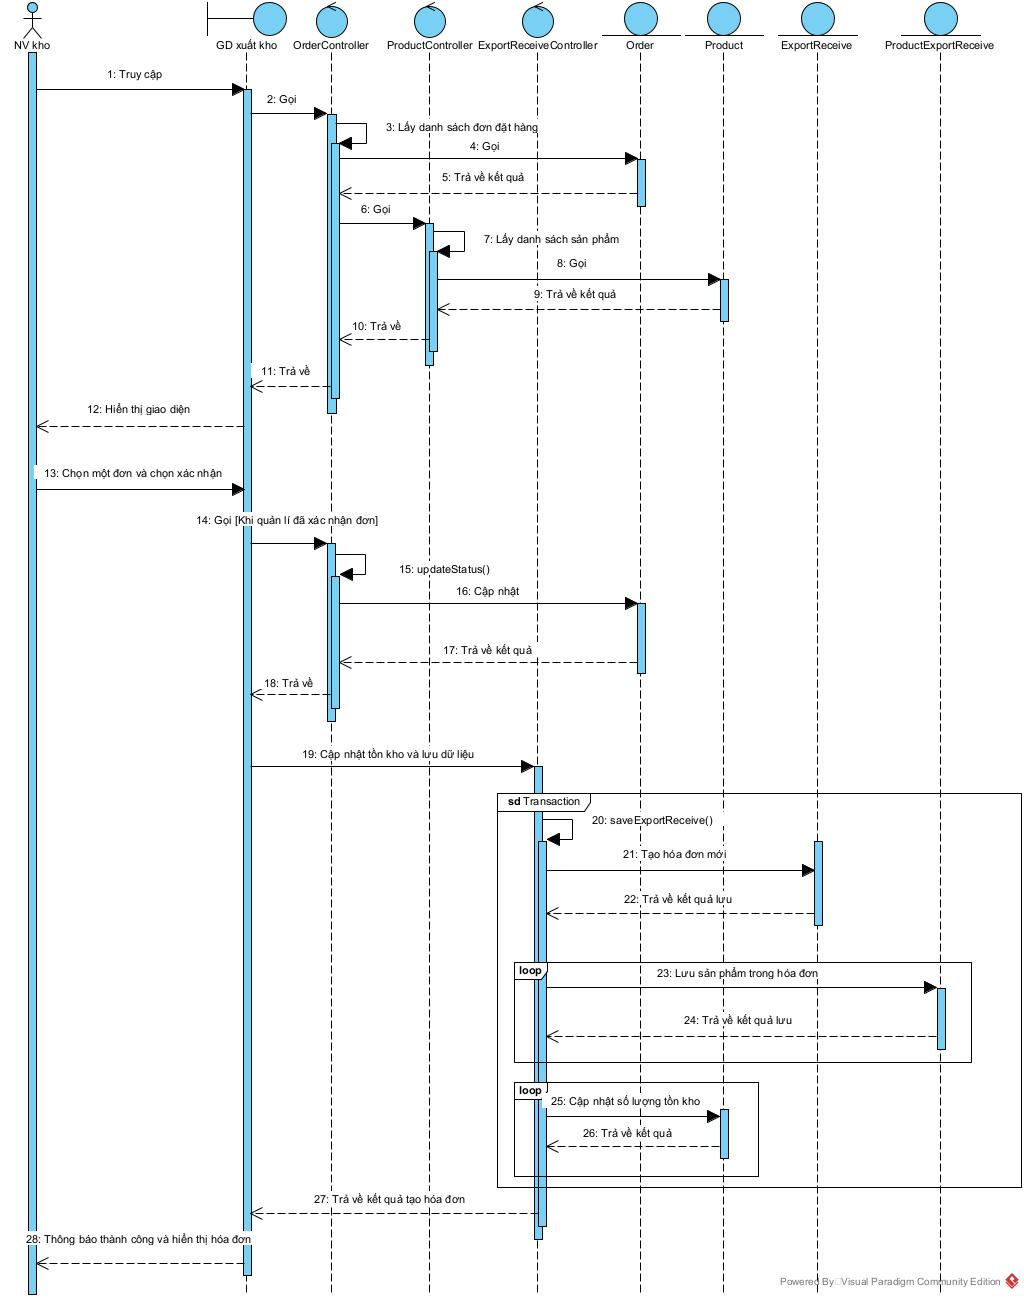 NV kho
GD xuất kho
OrderController
ProductController
ExportReceiveController
Order
Product
ExportReceive
ProductExportReceive
1: Truy cập
2: Gọi
3: Lấy danh sách đơn đặt hàng
4: Gọi
5: Trả về kết quả
6: Gọi
7: Lấy danh sách sản phẩm
8: Gọi
9: Trả về kết quả
10: Trả về
11: Trả về
12: Hiển thị giao diện
13: Chọn một đơn và chọn xác nhận
14: Gọi [Khi quản lí đã xác nhận đơn]
15: updateStatus()
16: Cập nhật
17: Trả về kết quả
18: Trả về
19: Cập nhật tồn kho và lưu dữ liệu
sd Transaction
20: saveExportReceive()
21: Tạo hóa đơn mới
22: Trả về kết quả lưu
loop
23: Lưu sản phẩm trong hóa đơn
24: Trả về kết quả lưu
loop
25: Cập nhật số lượng tồn kho
26: Trả về kết quả
27: Trả về kết quả tạo hóa đơn
28: Thông báo thành công và hiển thị hóa đơn
Powered By Visual Paradigm Community Edition